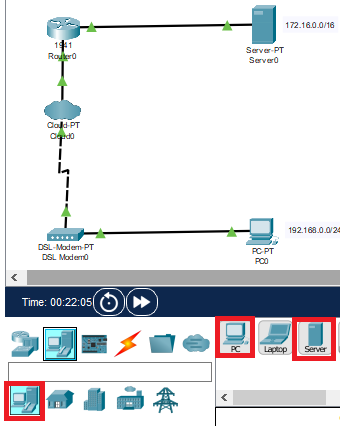 1941
Router0
Server-PT
Server0
172.16.0.0/16
Cloud-PT
Cloud0
DSL-Modem-PT
DSL Modem0
PC-PT
PC0
192.168.0.0/24
Time: 00:22:05
PC
Laptop
Server